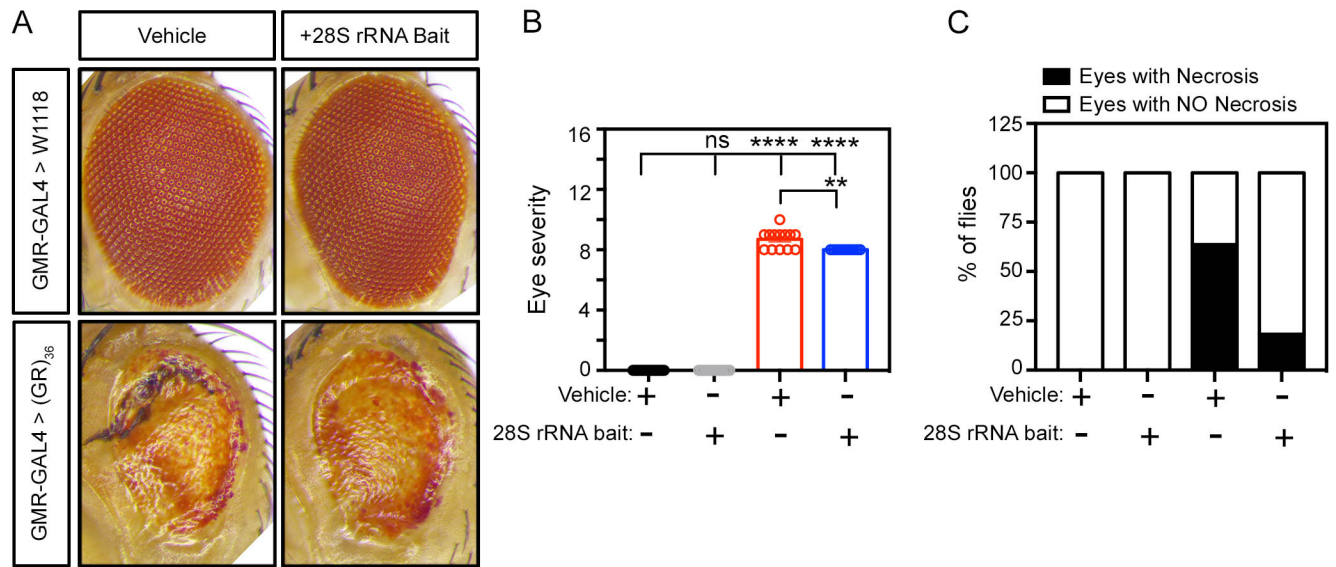 A
Vehicle
+28S rRNA Bait
GMR-GAL4 > W1118
GMR-GAL4 > (GR)36
B
16
12
8
4
0
Eye severity
ns
****
****
**
Vehicle: + - + -
28S rRNA bait: - + - +
C
Eyes with Necrosis
Eyes with NO Necrosis
125
100
75
50
25
0
% of flies
Vehicle: + - + -
28S rRNA bait: - + - +